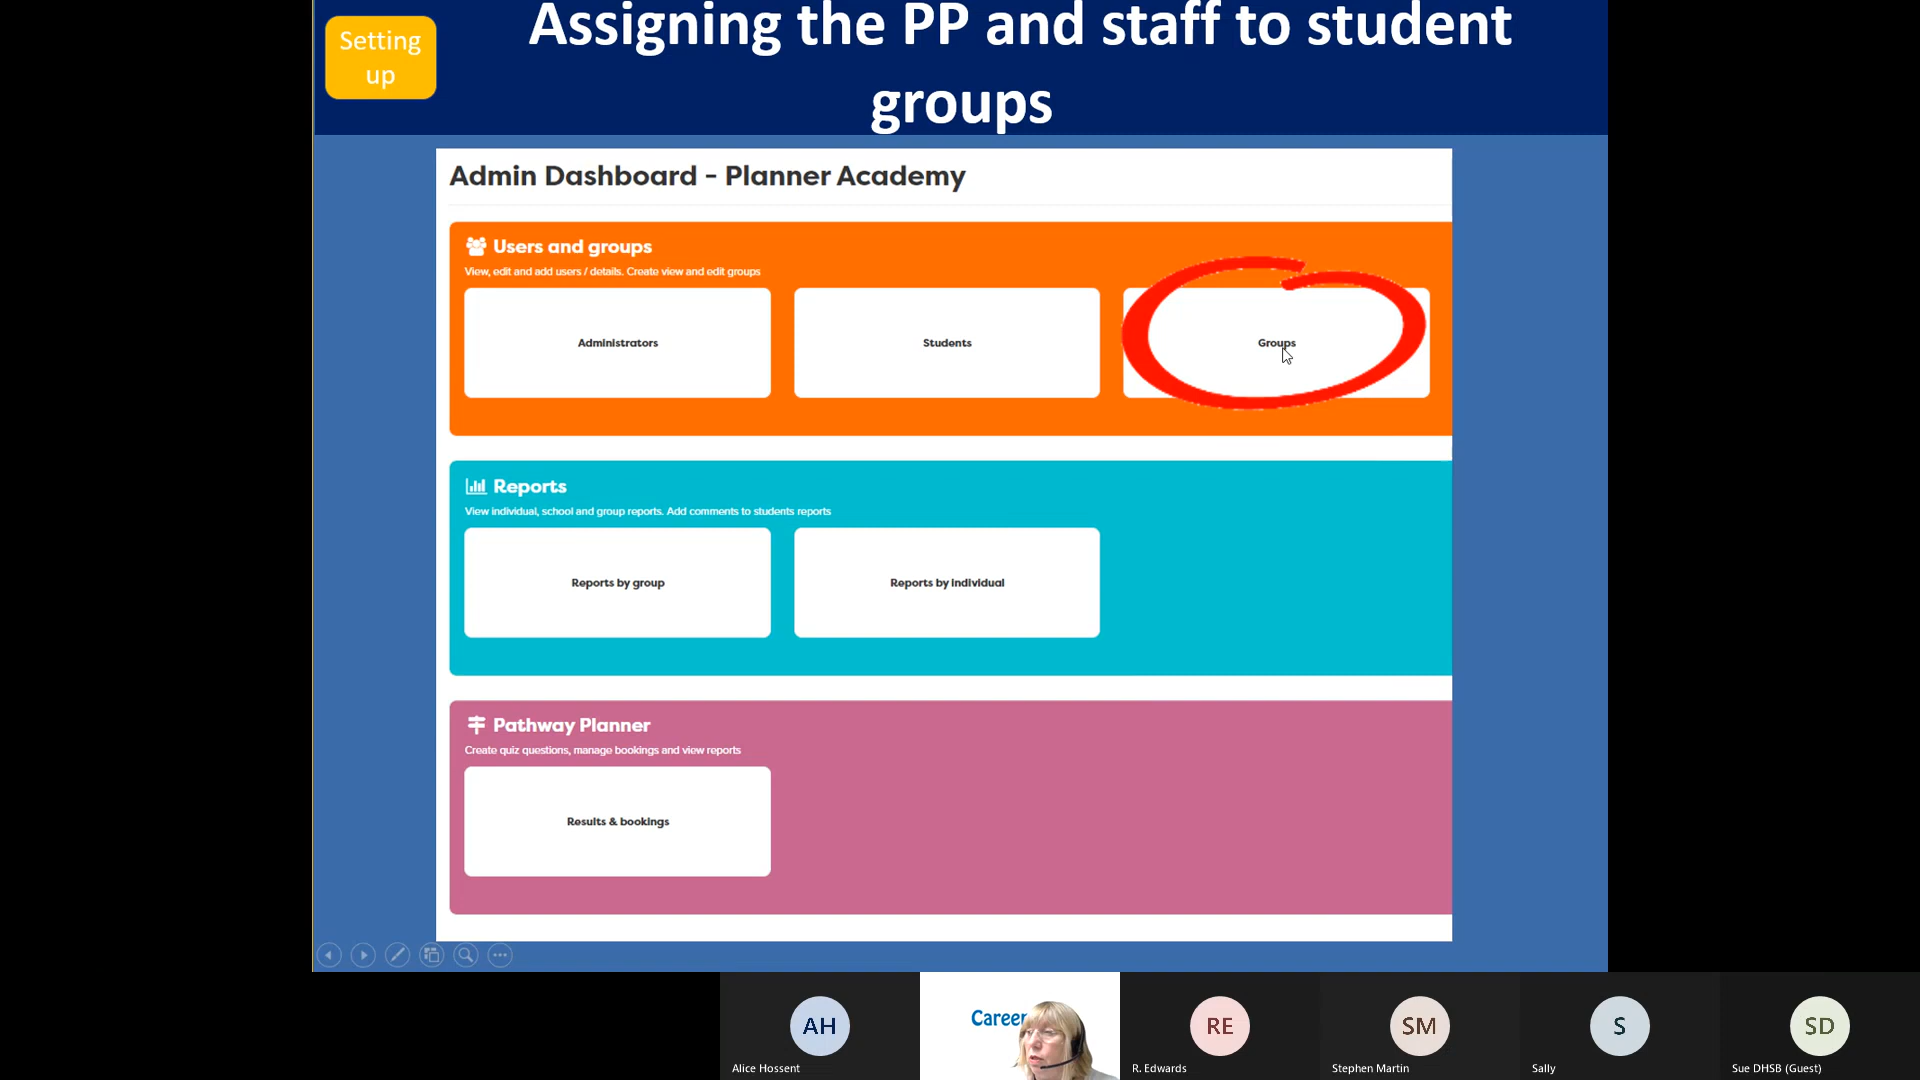 Setting
up
Assigning the PP and staff to student
groups
Admin Dashboard - Planner Academy
Users and groups
View, edit and add users / details. Create view and edit groups
Administrators
Students
Groups
Reports
View individual, school and group reports. Add comments to students reports
Reports by group
Reports by individual
Pathway Planner
Create quiz questions, manage bookings and view reports
Results & bookings
AH
Alice Hossent
Career
RE
R. Edwards
SM
Stephen Martin
S
Sally
SD
Sue DHSB (Guest)